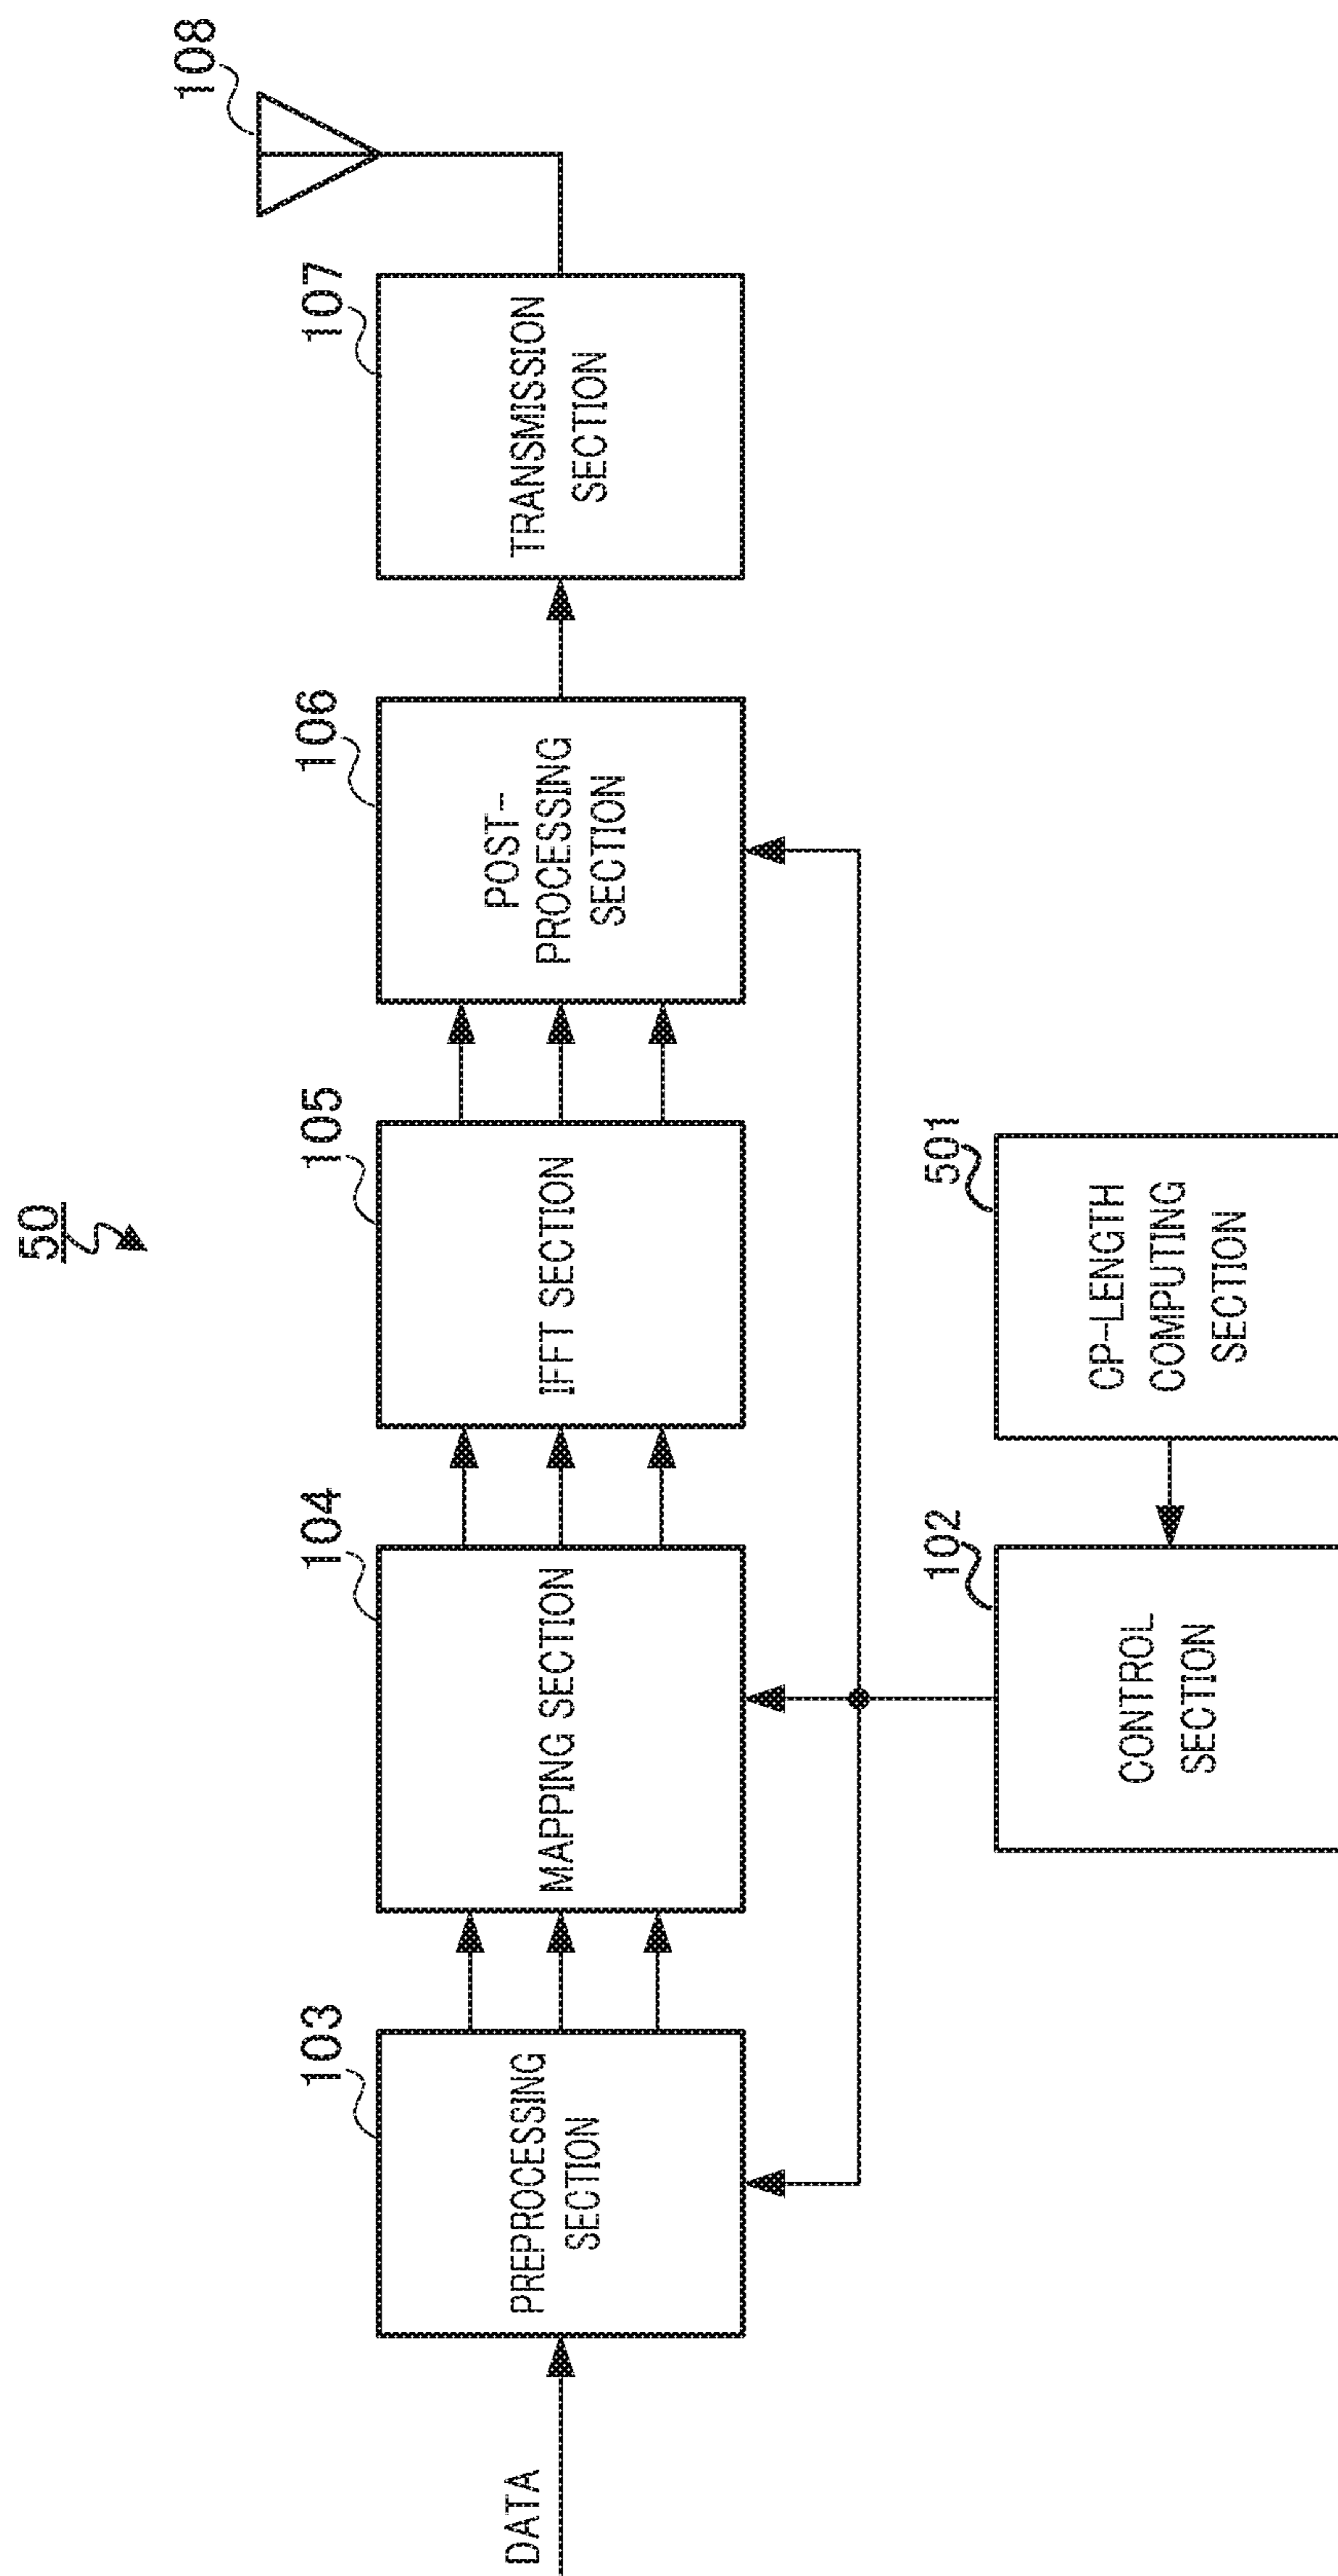 50
108
107
TRANSMISSION
SECTION
106
POST-
PROCESSING
SECTION
105
IFFT SECTION
104
MAPPING SECTION
103
PREPROCESSING
SECTION
DATA
501
CP-LENGTH
COMPUTING
SECTION
102
CONTROL
SECTION